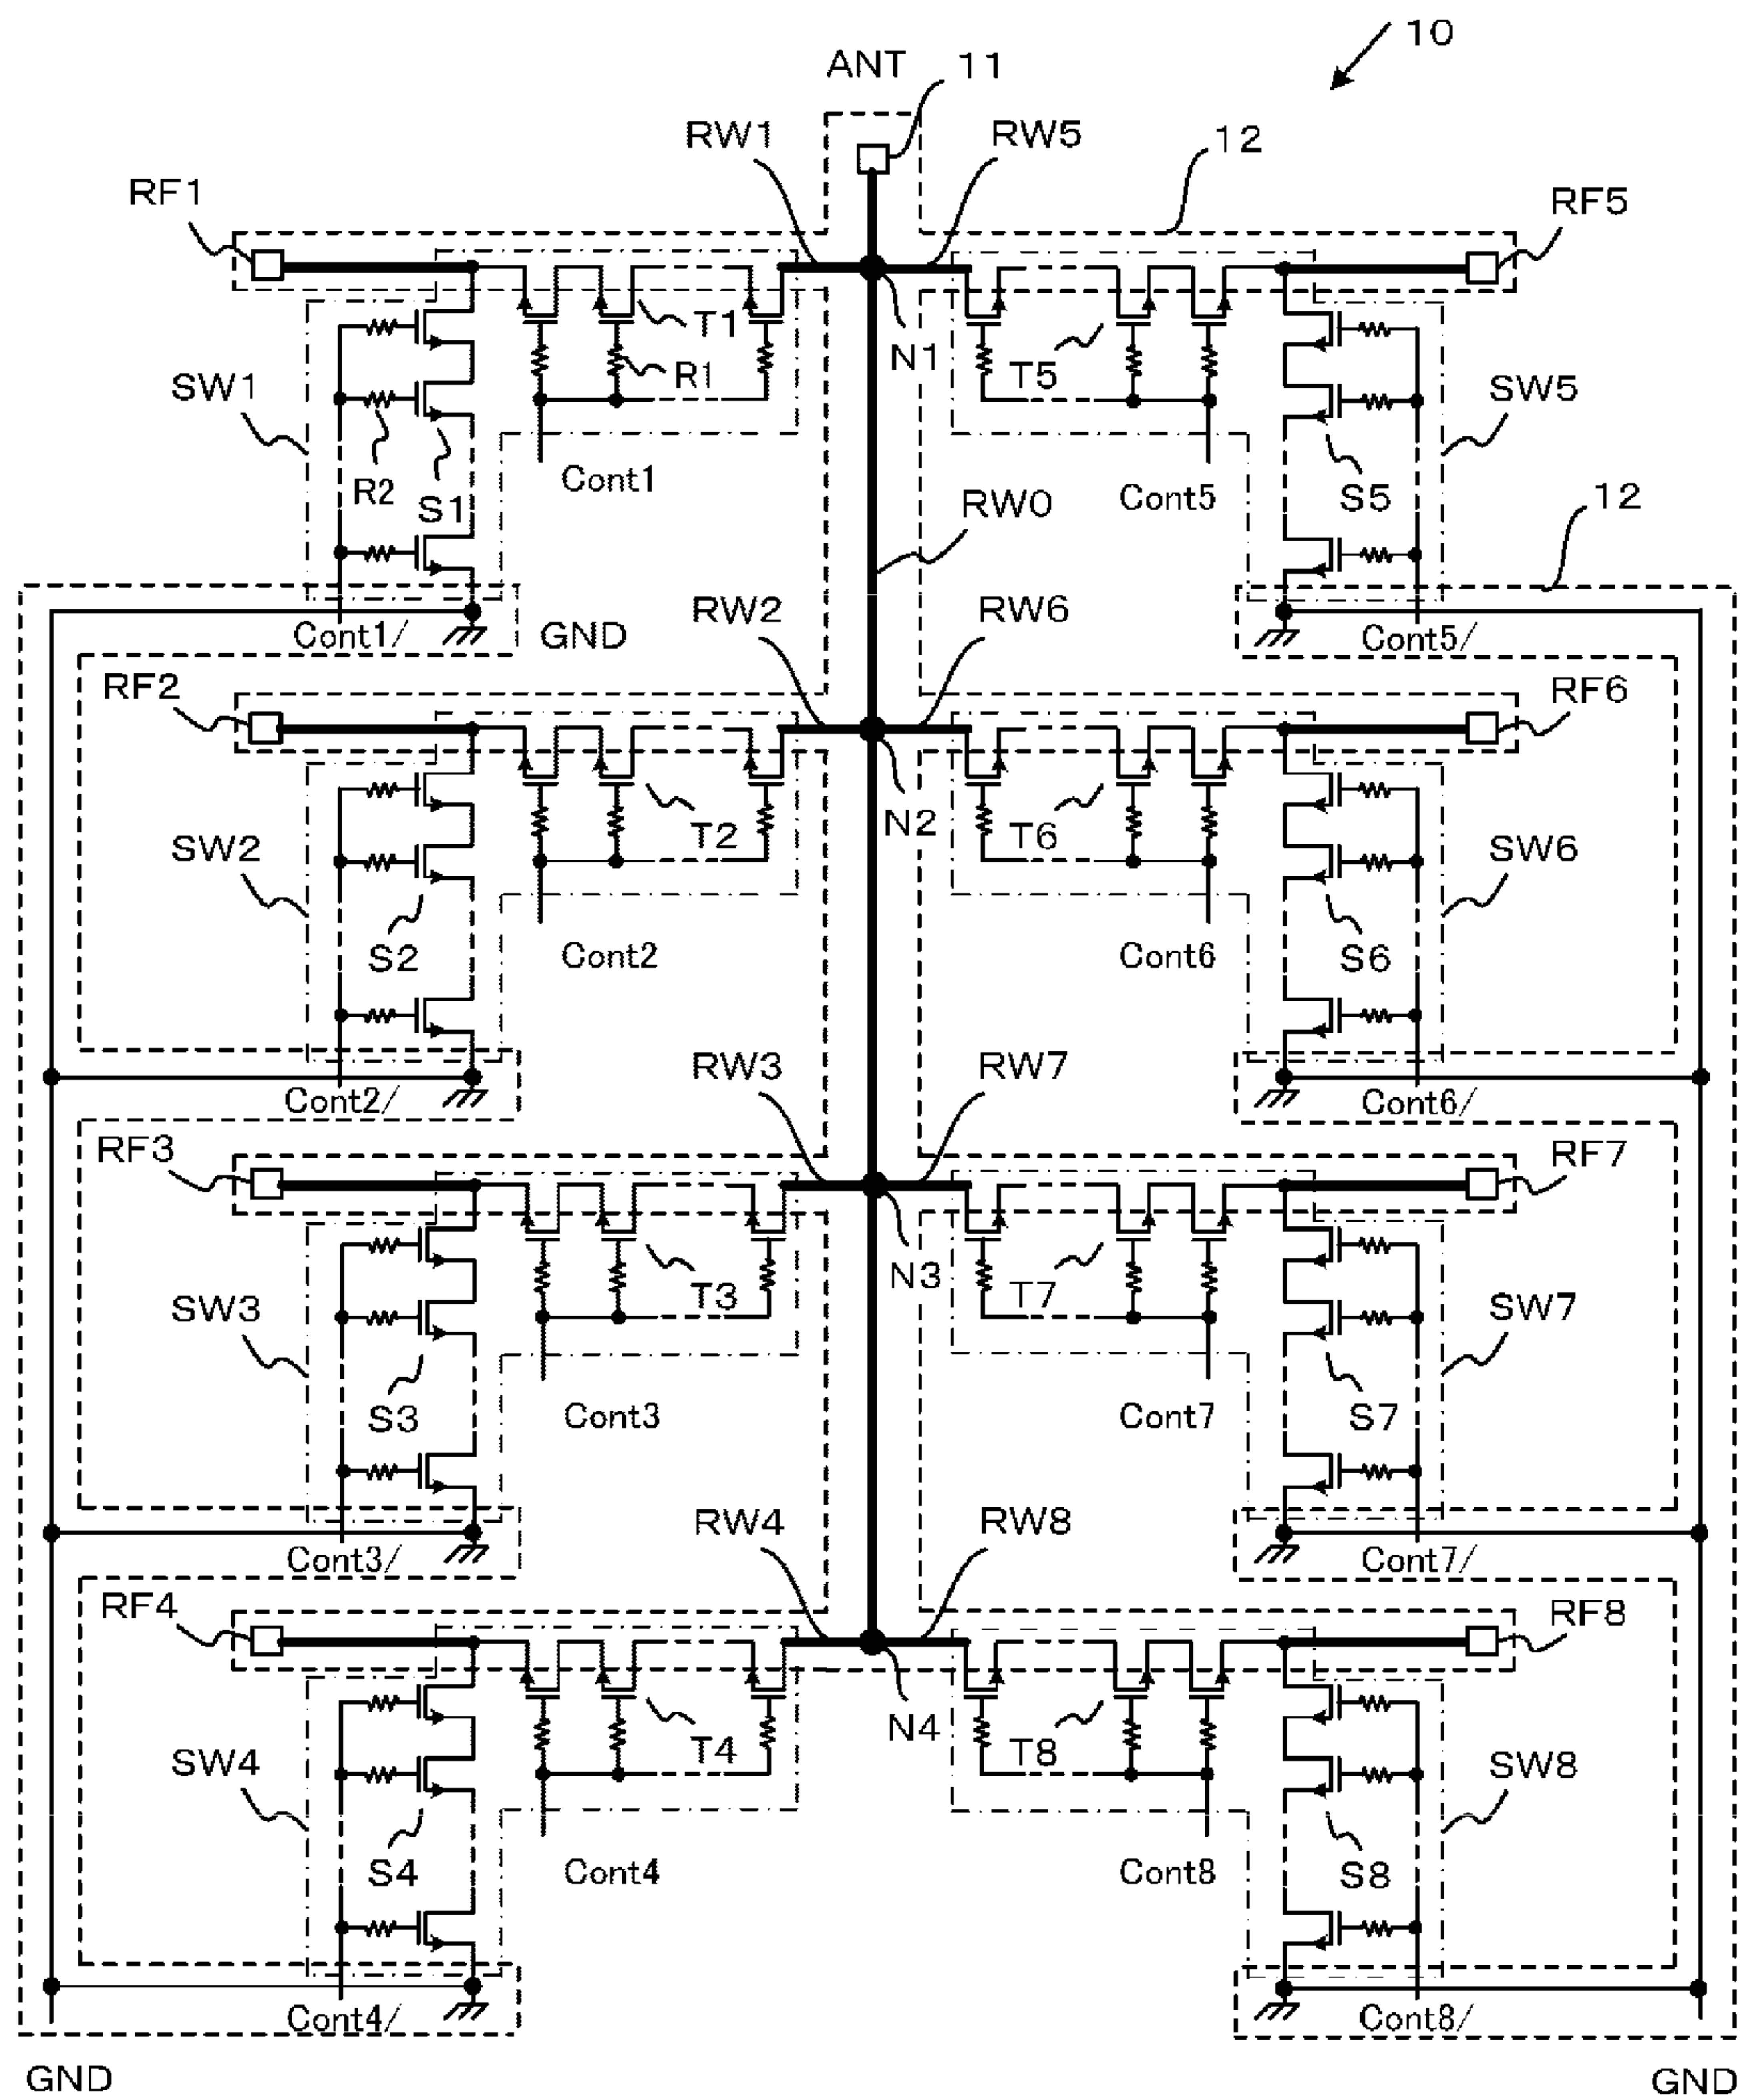 10
ANT 11
RW1 RW5 12
RF1 RF5
T1 N1
R1 T5
SW1 SW5
Cont1 Cont5
R2 S1 RW0 S5 12
Cont1/ GND RW2 RW6 Cont5/
RF2 RF6
T2 N2 T6
SW2 SW6
S2 Cont2 Cont6 S6
Cont2/ RW3 RW7 Cont6/
RF3 RF7
T3 N3 T7
SW3 SW7
S3 Cont3 Cont7 S7
Cont3/ RW4 RW8 Cont7/
RF4 RF8
T4 N4 T8
SW4 SW8
S4 Cont4 Cont8 S8
Cont4/ Cont8/
GND GND